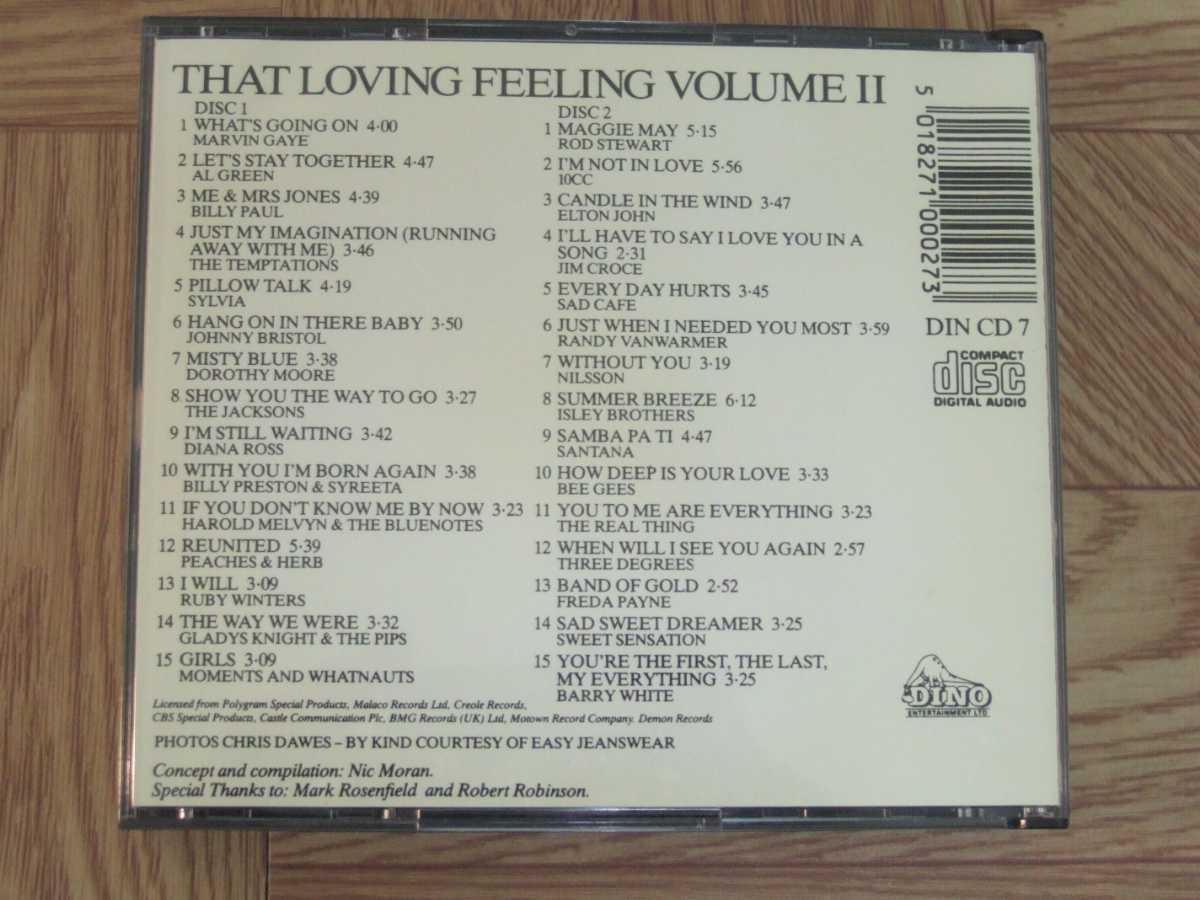 THAT LOVING FEELING VOLUME II
DISC 1
1 WHAT'S GOING ON 4·00
MARVIN GAYE
2 LET'S STAY TOGETHER 4·47
AL GREEN
3 ME & MRS JONES 4·39
BILLY PAUL
4 JUST MY IMAGINATION (RUNNING
AWAY WITH ME) 3·46
THE TEMPTATIONS
5 PILLOW TALK 4·19
SYLVIA
6 HANG ON IN THERE BABY 3·50
JOHNNY BRISTOL
7 MISTY BLUE 3·38
DOROTHY MOORE
8 SHOW YOU THE WAY TO GO 3·27
THE JACKSONS
9 I'M STILL WAITING 3·42
DIANA ROSS
10 WITH YOU I'M BORN AGAIN 3·38
BILLY PRESTON & SYREETA
11 IF YOU DON'T KNOW ME BY NOW 3·23
HAROLD MELVYN & THE BLUENOTES
12 REUNITED 5·39
PEACHES & HERB
13 I WILL 3·09
RUBY WINTERS
14 THE WAY WE WERE 3·32
GLADYS KNIGHT & THE PIPS
15 GIRLS 3·09
MOMENTS AND WHATNAUTS
DISC 2
1 MAGGIE MAY 5·15
ROD STEWART
2 I'M NOT IN LOVE 5·56
10CC
3 CANDLE IN THE WIND 3·47
ELTON JOHN
4 I'LL HAVE TO SAY I LOVE YOU IN A
SONG 2·31
JIM CROCE
5 EVERY DAY HURTS 3·45
SAD CAFE
6 JUST WHEN I NEEDED YOU MOST 3·59
RANDY VANWARMER
7 WITHOUT YOU 3·19
NILSSON
8 SUMMER BREEZE 6·12
ISLEY BROTHERS
9 SAMBA PA TI 4·47
SANTANA
10 HOW DEEP IS YOUR LOVE 3·33
BEE GEES
11 YOU TO ME ARE EVERYTHING 3·23
THE REAL THING
12 WHEN WILL I SEE YOU AGAIN 2·57
THREE DEGREES
13 BAND OF GOLD 2·52
FREDA PAYNE
14 SAD SWEET DREAMER 3·25
SWEET SENSATION
15 YOU'RE THE FIRST, THE LAST,
MY EVERYTHING 3·25
BARRY WHITE
5 018271 000273
DIN CD 7
COMPACT
disc
DIGITAL AUDIO
DINO
ENTERTAINMENT LTD
Licensed from Polygram Special Products, Malaco Records Ltd, Creole Records,
CBS Special Products, Castle Communication Plc, BMG Records (UK) Ltd, Motown Record Company. Demon Records
PHOTOS CHRIS DAWES – BY KIND COURTESY OF EASY JEANSWEAR
Concept and compilation: Nic Moran.
Special Thanks to: Mark Rosenfield and Robert Robinson.